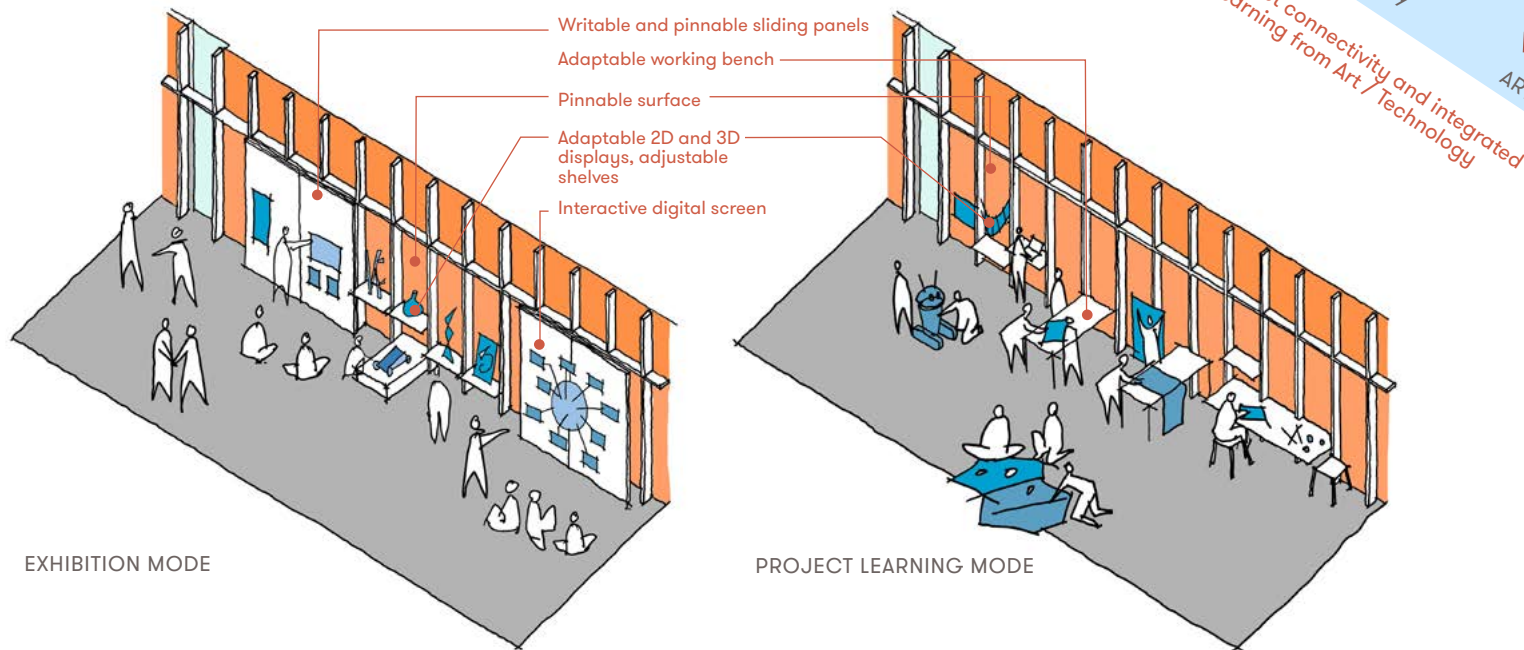 Writable and pinnable sliding panels
Adaptable working bench
Pinnable surface
Adaptable 2D and 3D
displays, adjustable
shelves
Interactive digital screen
connectivity and integrated
from Art / Technology
EXHIBITION MODE
PROJECT LEARNING MODE